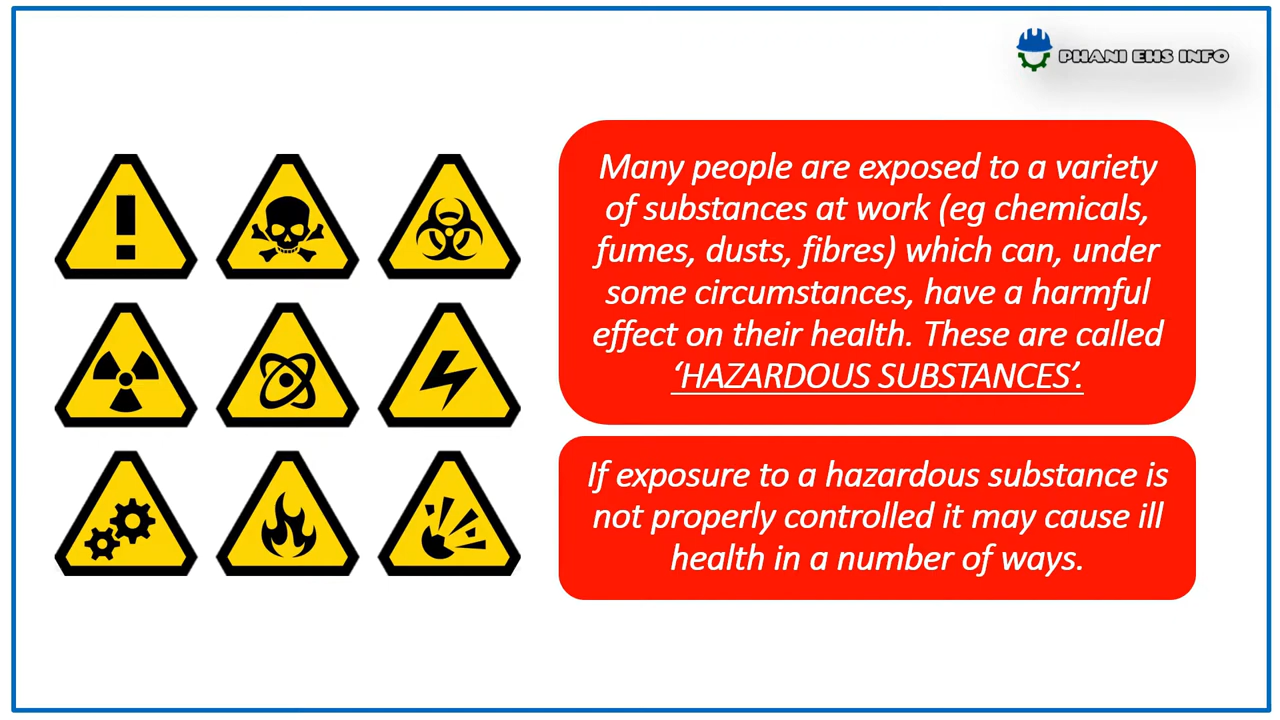 PHANI EHS INFO
Many people are exposed to a variety
of substances at work (eg chemicals,
fumes, dusts, fibres) which can, under
some circumstances, have a harmful
effect on their health. These are called
‘HAZARDOUS SUBSTANCES’.
If exposure to a hazardous substance is
not properly controlled it may cause ill
health in a number of ways.